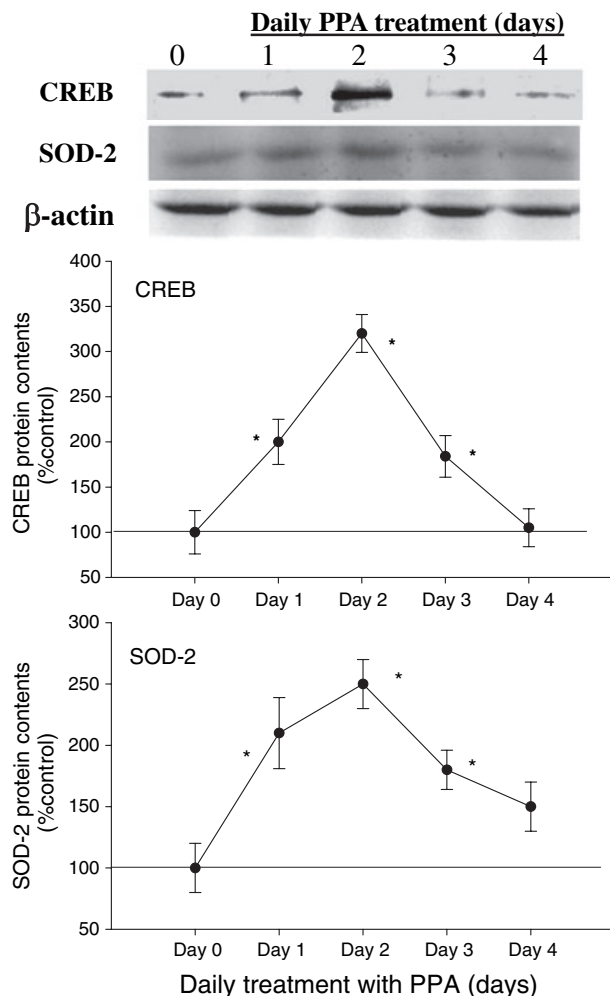 Daily PPA treatment (days)
0 1 2 3 4
CREB
SOD-2
β-actin
400
350
300
250
200
150
100
50
CREB protein contents
(%control)
CREB
*
*
*
Day 0 Day 1 Day 2 Day 3 Day 4
300
250
200
150
100
50
SOD-2 protein contents
(%control)
SOD-2
*
*
*
Day 0 Day 1 Day 2 Day 3 Day 4
Daily treatment with PPA (days)